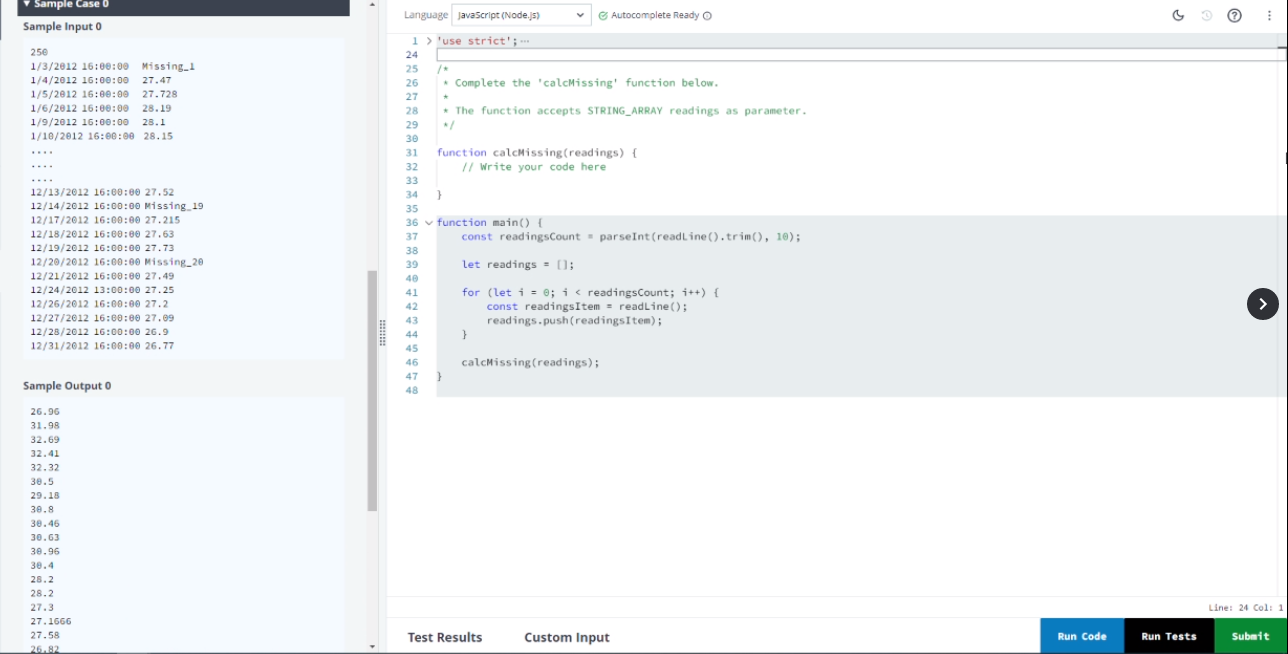 ▼ Sample Case 0
Sample Input 0
250
1/3/2012 16:00:00 Missing_1
1/4/2012 16:00:00 27.47
1/5/2012 16:00:00 27.728
1/6/2012 16:00:00 28.19
1/9/2012 16:00:00 28.1
1/10/2012 16:00:00 28.15
....
....
....
12/13/2012 16:00:00 27.52
12/14/2012 16:00:00 Missing_19
12/17/2012 16:00:00 27.215
12/18/2012 16:00:00 27.63
12/19/2012 16:00:00 27.73
12/20/2012 16:00:00 Missing_20
12/21/2012 16:00:00 27.49
12/24/2012 13:00:00 27.25
12/26/2012 16:00:00 27.2
12/27/2012 16:00:00 27.09
12/28/2012 16:00:00 26.9
12/31/2012 16:00:00 26.77
Sample Output 0
26.96
31.98
32.69
32.41
32.32
30.5
29.18
30.8
30.46
30.63
30.96
30.4
28.2
28.2
27.3
27.1666
27.58
26.82
Language JavaScript (Node.js) Autocomplete Ready
1 'use strict'; ...
24
25 /*
26 * Complete the 'calcMissing' function below.
27 *
28 * The function accepts STRING_ARRAY readings as parameter.
29 */
30
31 function calcMissing(readings) {
32 // Write your code here
33
34 }
35
36 function main() {
37 const readingsCount = parseInt(readLine().trim(), 10);
38
39 let readings = [];
40
41 for (let i = 0; i < readingsCount; i++) {
42 const readingsItem = readLine();
43 readings.push(readingsItem);
44 }
45
46 calcMissing(readings);
47 }
48
Line: 24 Col: 1
Test Results Custom Input Run Code Run Tests Submit